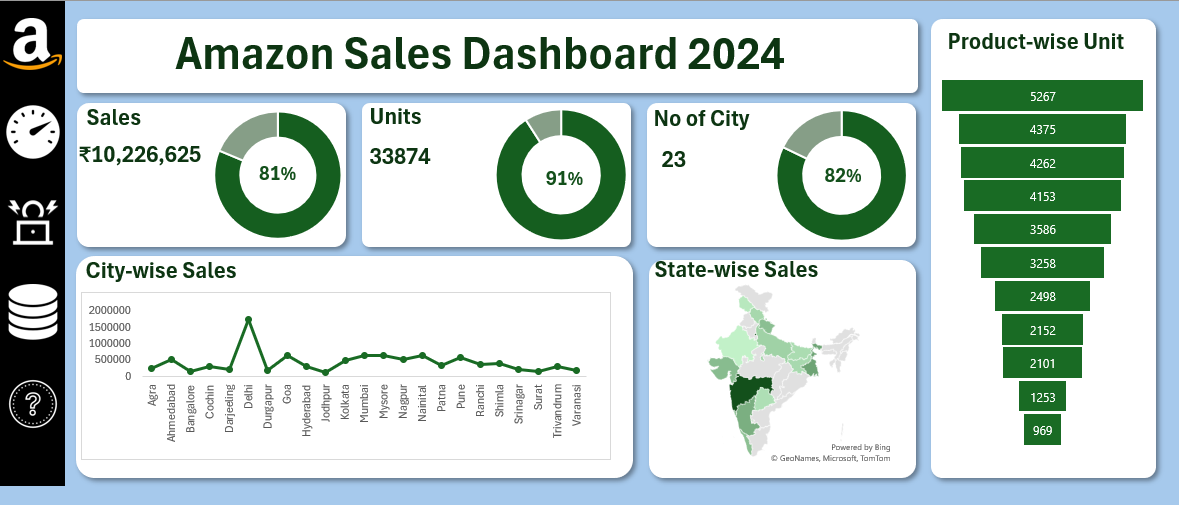 a
Amazon Sales Dashboard 2024
Sales
₹10,226,625
81%
Units
33874
91%
No of City
23
82%
City-wise Sales
2000000
1500000
1000000
500000
0
Agra
Ahmedabad
Bangalore
Cochin
Darjeeling
Delhi
Durgapur
Goa
Hyderabad
Jodhpur
Kolkata
Mumbai
Mysore
Nagpur
Nainital
Patna
Pune
Ranchi
Shimla
Srinagar
Surat
Trivandrum
Varanasi
State-wise Sales
Powered by Bing
© GeoNames, Microsoft, TomTom
Product-wise Unit
5267
4375
4262
4153
3586
3258
2498
2152
2101
1253
969
?